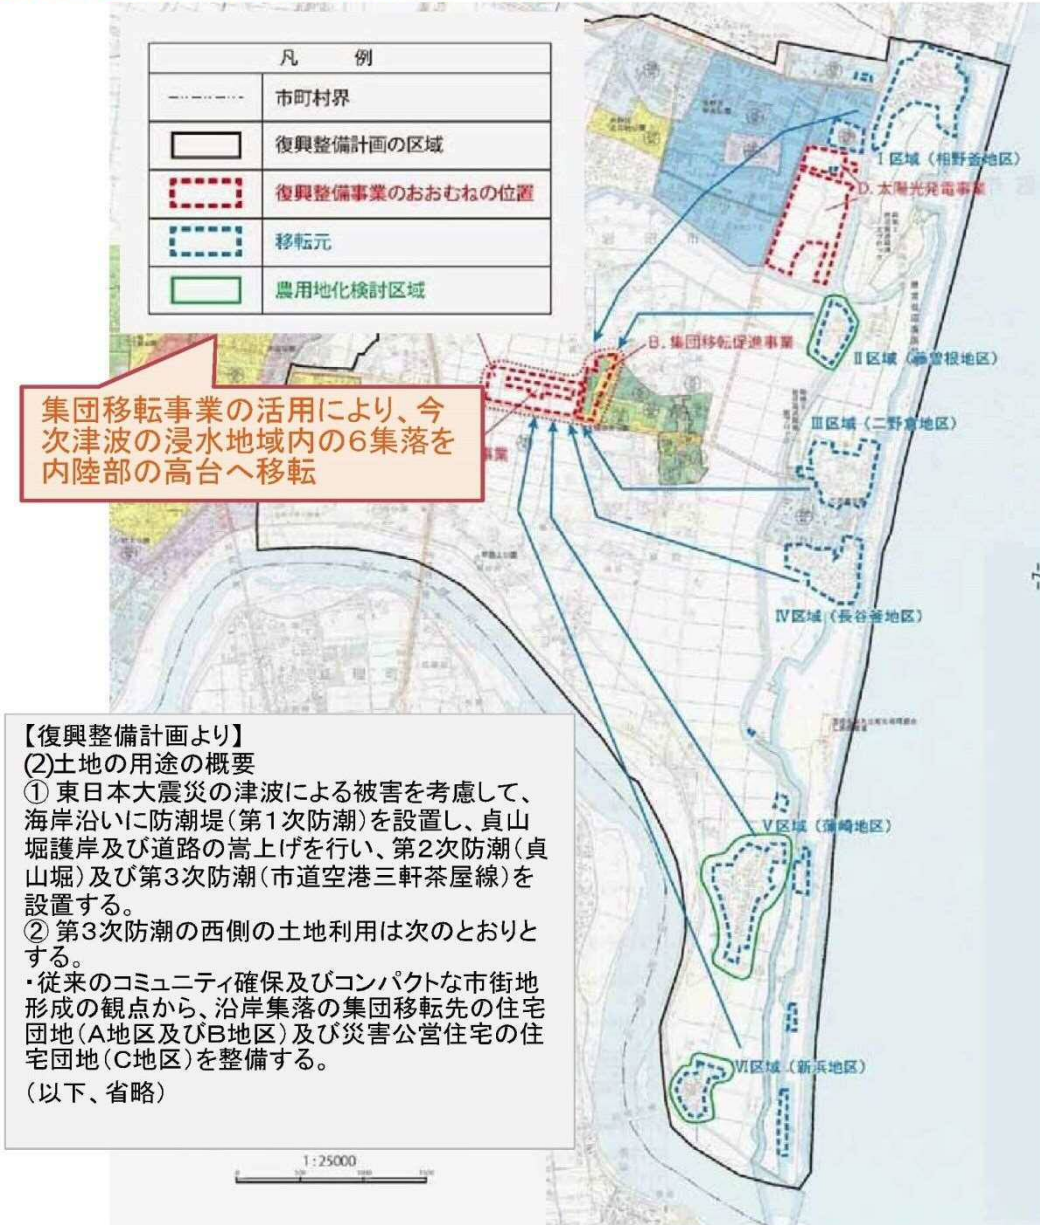 凡　例
市町村界
復興整備計画の区域
復興整備事業のおおむねの位置
移転元
農用地化検討区域
集団移転事業の活用により、今
次津波の浸水地域内の6集落を
内陸部の高台へ移転
Ⅰ区域（相野釜地区）
D. 太陽光発電事業
B. 集団移転促進事業
Ⅱ区域（藤曽根地区）
Ⅲ区域（二野倉地区）
事業
Ⅳ区域（長谷釜地区）
Ⅴ区域（蒲崎地区）
Ⅵ区域（新浜地区）
【復興整備計画より】
(2)土地の用途の概要
① 東日本大震災の津波による被害を考慮して、
海岸沿いに防潮堤（第1次防潮）を設置し、貞山
堀護岸及び道路の嵩上げを行い、第2次防潮（貞
山堀）及び第3次防潮（市道空港三軒茶屋線）を
設置する。
② 第3次防潮の西側の土地利用は次のとおりと
する。
・従来のコミュニティ確保及びコンパクトな市街地
形成の観点から、沿岸集落の集団移転先の住宅
団地（A地区及びB地区）及び災害公営住宅の住
宅団地（C地区）を整備する。
（以下、省略）
1：25000
0 500 1000 1500